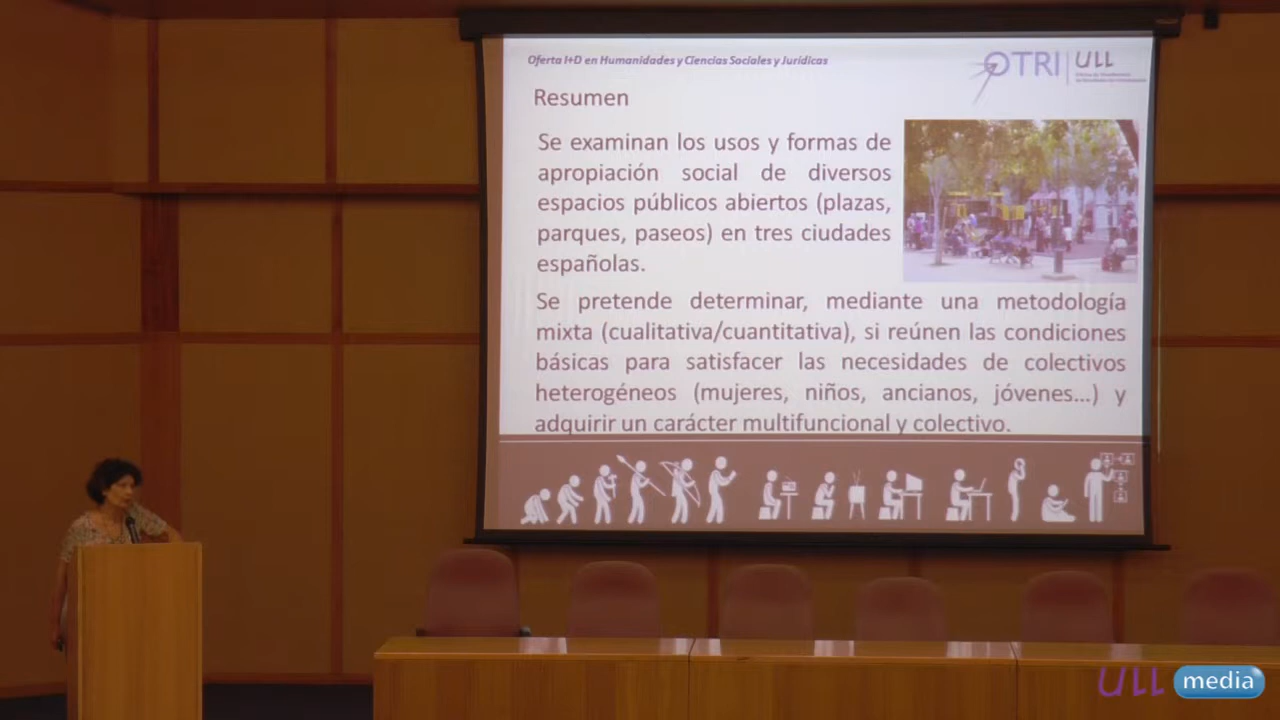 Oferta I+D en Humanidades y Ciencias Sociales y Jurídicas
OTRI ULL
Resumen
Se examinan los usos y formas de
apropiación social de diversos
espacios públicos abiertos (plazas,
parques, paseos) en tres ciudades
españolas.
Se pretende determinar, mediante una metodología
mixta (cualitativa/cuantitativa), si reúnen las condiciones
básicas para satisfacer las necesidades de colectivos
heterogéneos (mujeres, niños, ancianos, jóvenes...) y
adquirir un carácter multifuncional y colectivo.
ULL media